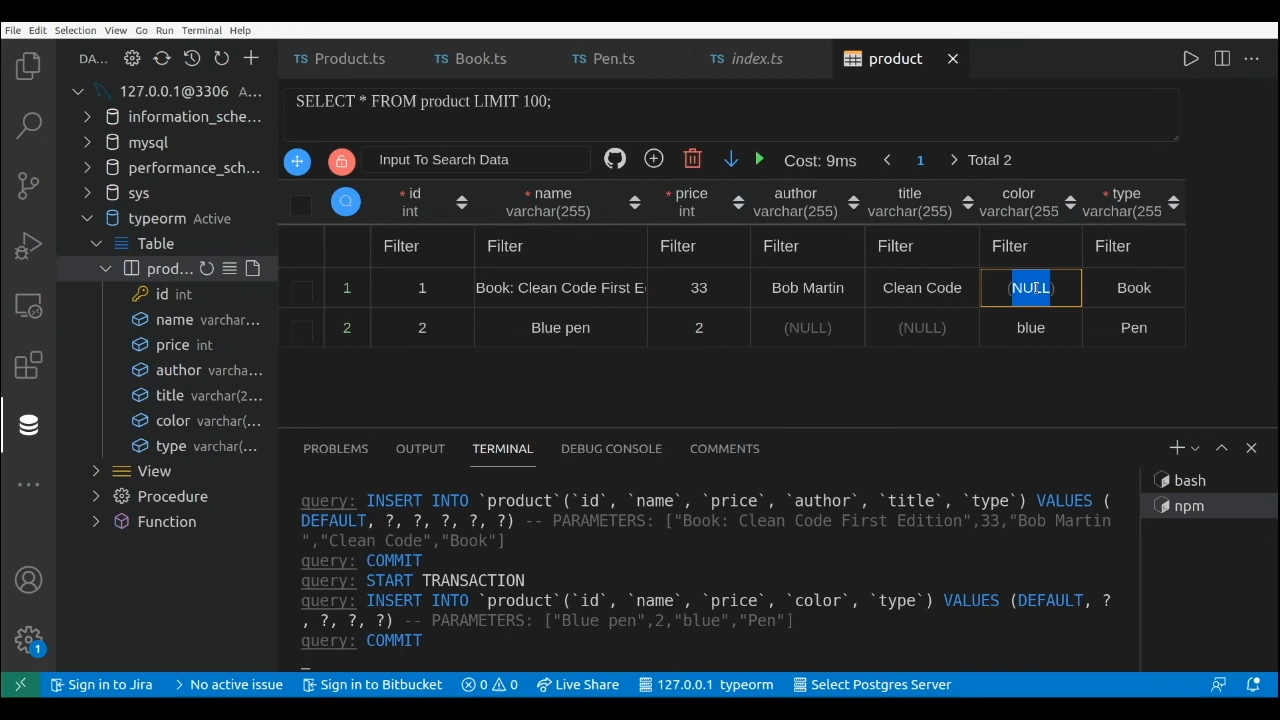 File Edit Selection View Go Run Terminal Help
DA...
TS Product.ts
TS Book.ts
TS Pen.ts
TS index.ts
product
127.0.0.1@3306 A...
information_sche...
mysql
performance_sch...
sys
typeorm Active
Table
prod...
id int
name varchar...
price int
author varcha...
title varchar(2...
color varchar(...
type varchar(...
View
Procedure
Function
SELECT * FROM product LIMIT 100;
Input To Search Data
Cost: 9ms
1
Total 2
* id * name * price author title color * type
int varchar(255) int varchar(255) varchar(255) varchar(255 varchar(255
Filter Filter Filter Filter Filter Filter Filter
1 1 Book: Clean Code First E 33 Bob Martin Clean Code (NULL) Book
2 2 Blue pen 2 (NULL) (NULL) blue Pen
PROBLEMS OUTPUT TERMINAL DEBUG CONSOLE COMMENTS
query: INSERT INTO `product`(`id`, `name`, `price`, `author`, `title`, `type`) VALUES (
DEFAULT, ?, ?, ?, ?, ?) -- PARAMETERS: ["Book: Clean Code First Edition",33,"Bob Martin
","Clean Code","Book"]
query: COMMIT
query: START TRANSACTION
query: INSERT INTO `product`(`id`, `name`, `price`, `color`, `type`) VALUES (DEFAULT, ?
, ?, ?, ?) -- PARAMETERS: ["Blue pen",2,"blue","Pen"]
query: COMMIT
bash
npm
1
Sign in to Jira
No active issue
Sign in to Bitbucket
0 0
Live Share
127.0.0.1 typeorm
Select Postgres Server